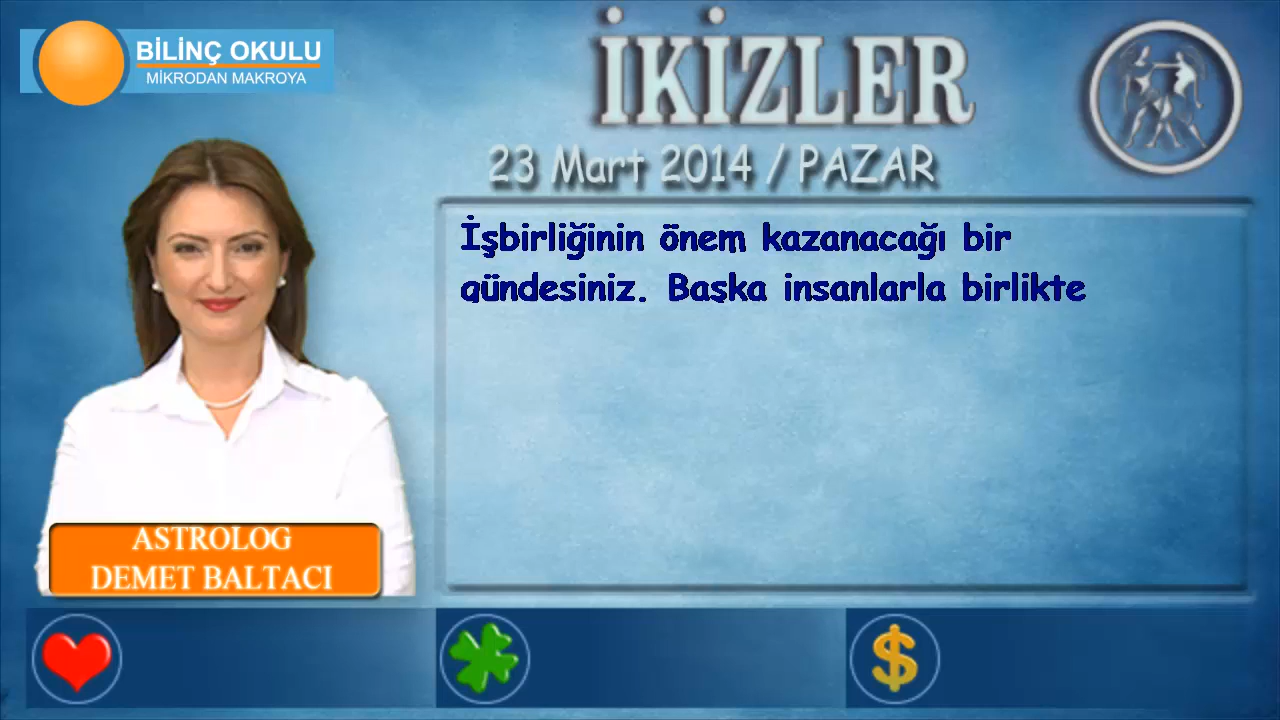 BİLİNÇ OKULU
MİKRODAN MAKROYA
İKİZLER
23 Mart 2014 / PAZAR
İşbirliğinin önem kazanacağı bir
gündesiniz. Başka insanlarla birlikte
ASTROLOG
DEMET BALTACI